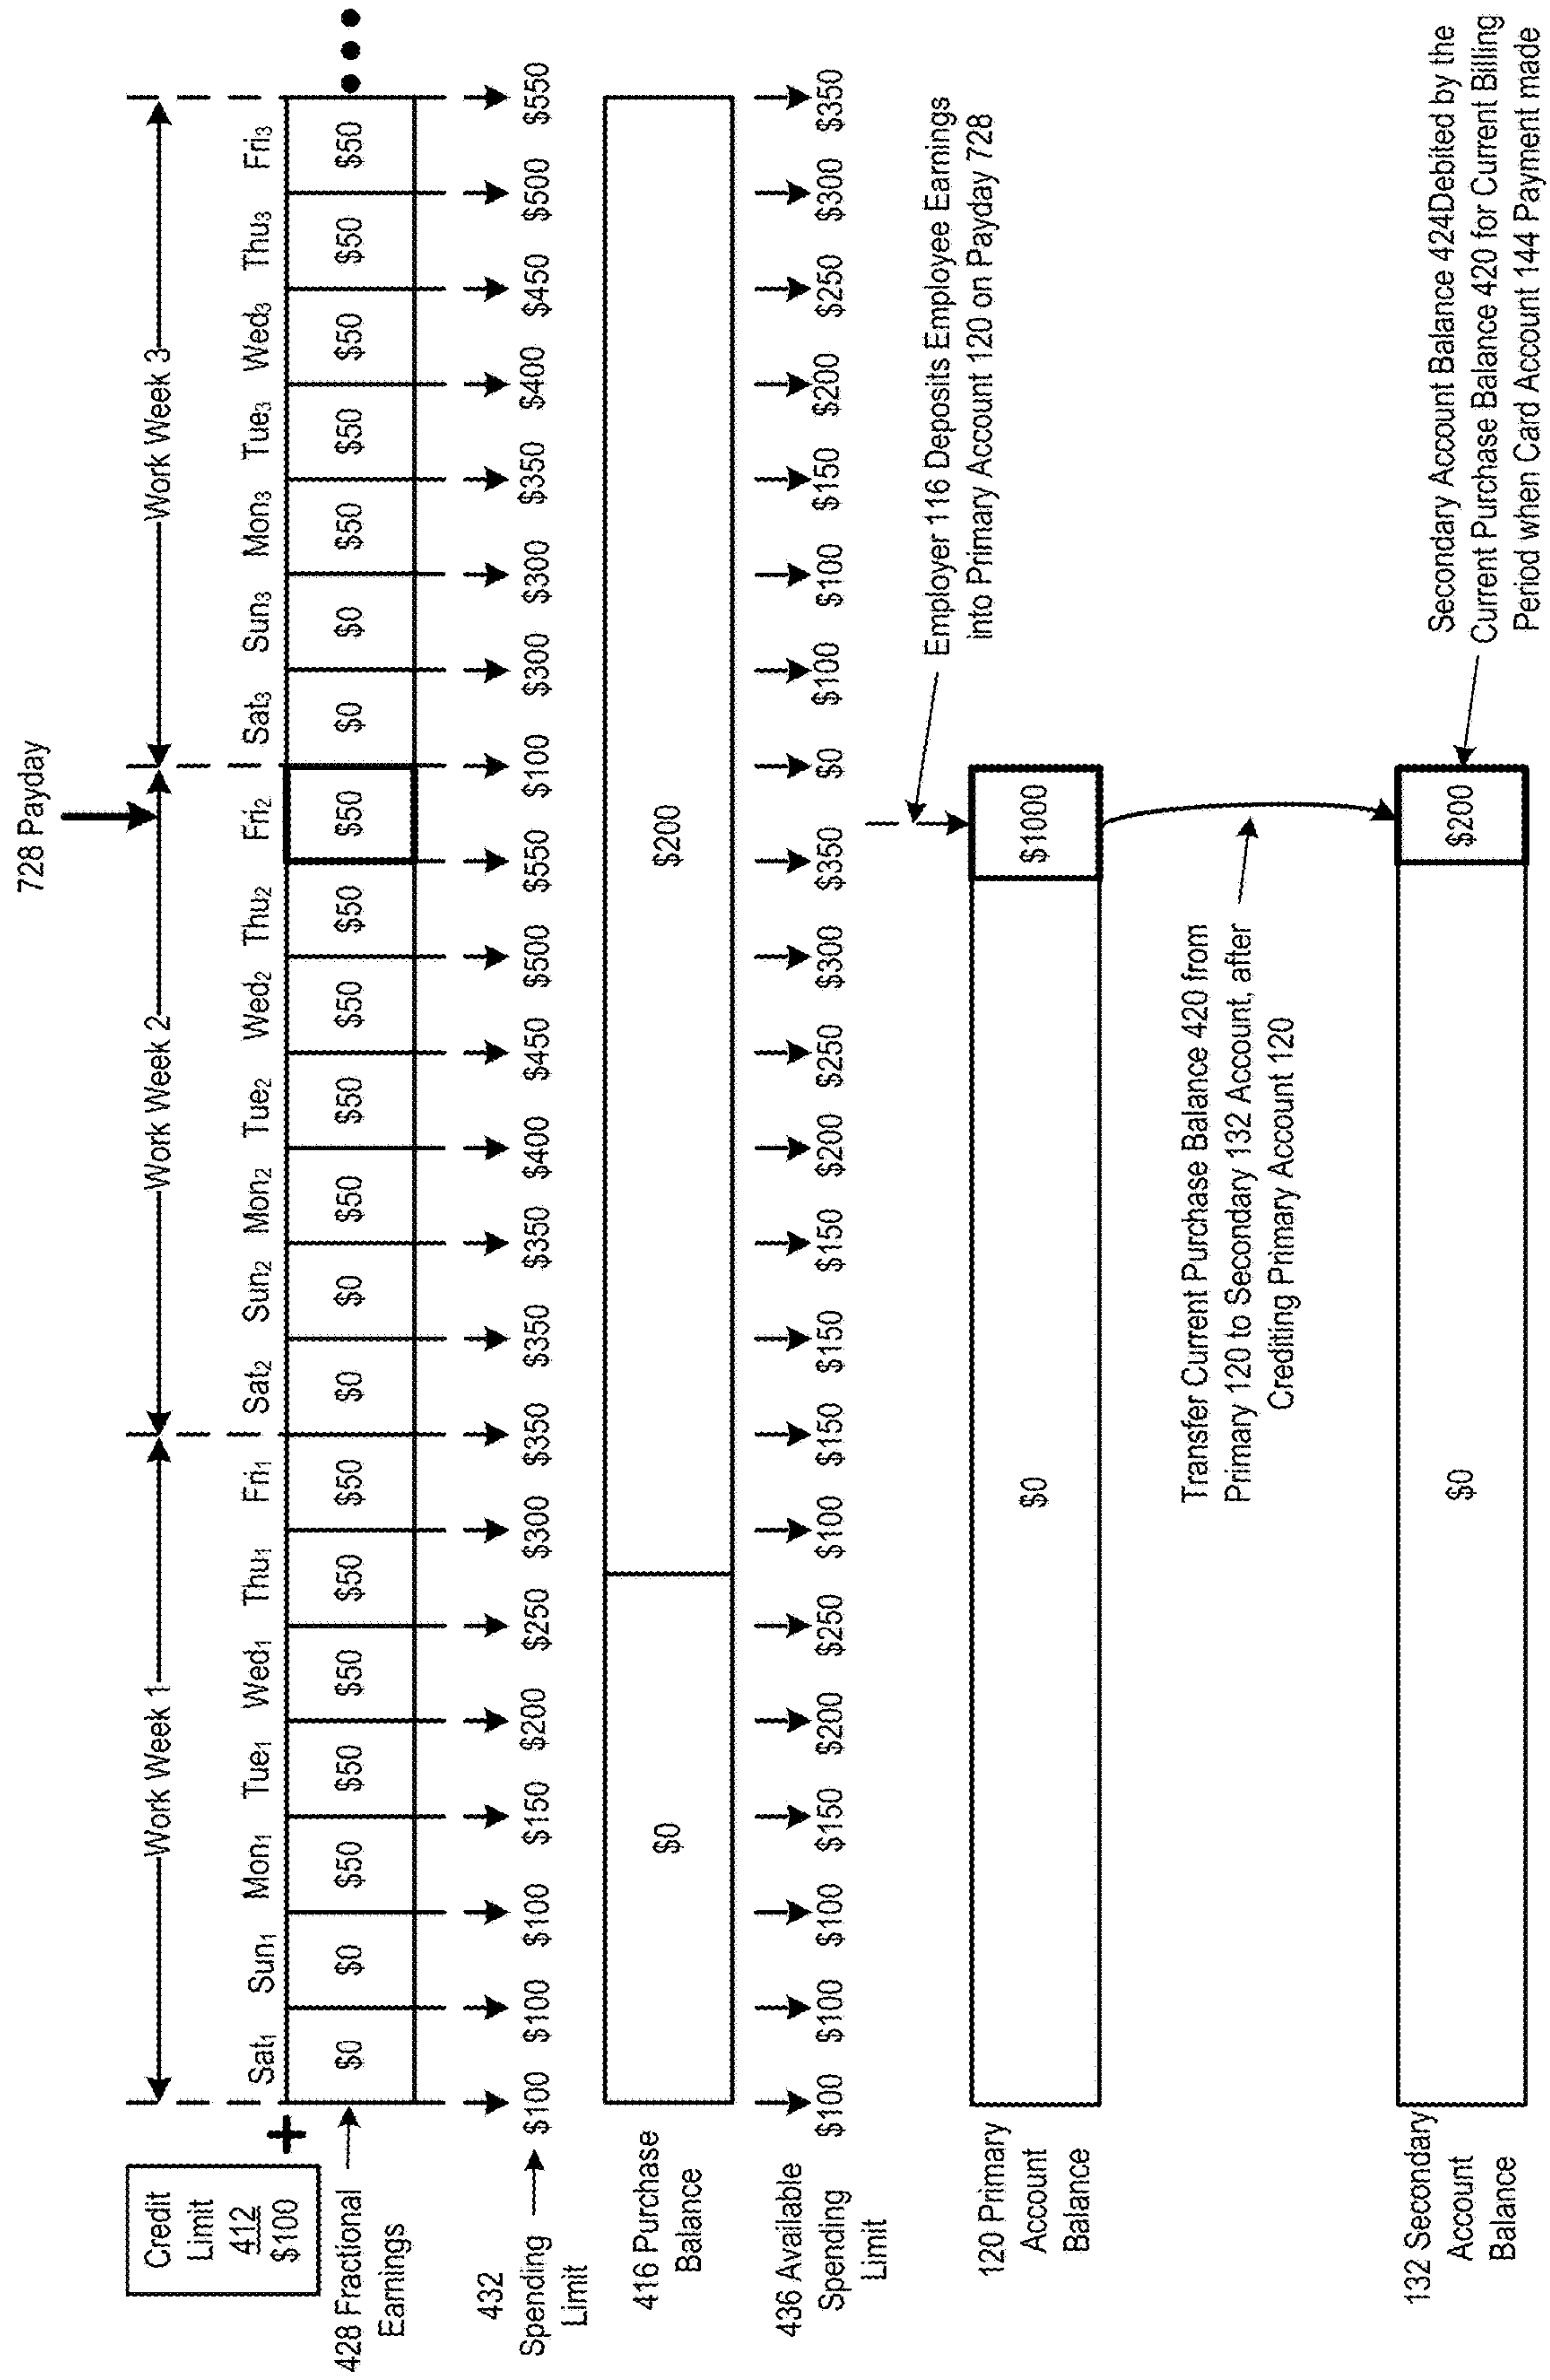 728 Payday
Work Week 1 Work Week 2 Work Week 3
Credit
Limit
412
$100
+
Sat1 Sun1 Mon1 Tue1 Wed1 Thu1 Fri1 Sat2 Sun2 Mon2 Tue2 Wed2 Thu2 Fri2 Sat3 Sun3 Mon3 Tue3 Wed3 Thu3 Fri3
428 Fractional
Earnings
$0 $0 $50 $50 $50 $50 $50 $0 $0 $50 $50 $50 $50 $50 $0 $0 $50 $50 $50 $50 $50
432
Spending
Limit
$100 $100 $100 $150 $200 $250 $300 $350 $350 $350 $400 $450 $500 $550 $100 $300 $300 $350 $400 $450 $500 $550
416 Purchase
Balance
$0 $200
436 Available
Spending
Limit
$100 $100 $100 $150 $200 $250 $100 $150 $150 $150 $200 $250 $300 $350 $0 $100 $100 $150 $200 $250 $300 $350
Employer 116 Deposits Employee Earnings
into Primary Account 120 on Payday 728
120 Primary
Account
Balance
$0 $1000
Transfer Current Purchase Balance 420 from
Primary 120 to Secondary 132 Account, after
Crediting Primary Account 120
132 Secondary
Account
Balance
$0 $200
Secondary Account Balance 424Debited by the
Current Purchase Balance 420 for Current Billing
Period when Card Account 144 Payment made